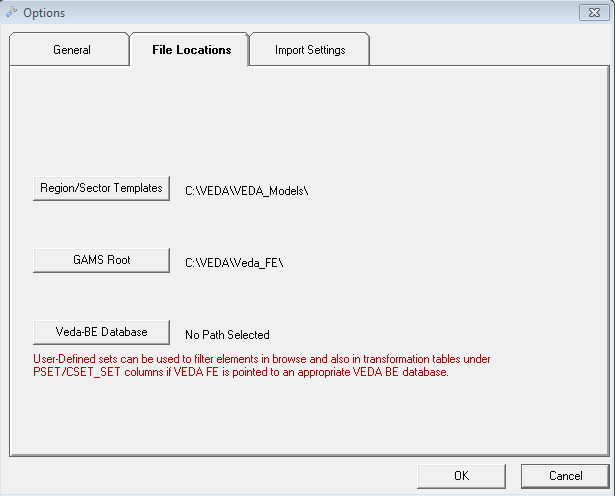 Options
General
File Locations
Import Settings
Region/Sector Templates
C:\VEDA\VEDA_Models\
GAMS Root
C:\VEDA\Veda_FE\
Veda-BE Database
No Path Selected
User-Defined sets can be used to filter elements in browse and also in transformation tables under
PSET/CSET_SET columns if VEDA FE is pointed to an appropriate VEDA BE database.
OK
Cancel